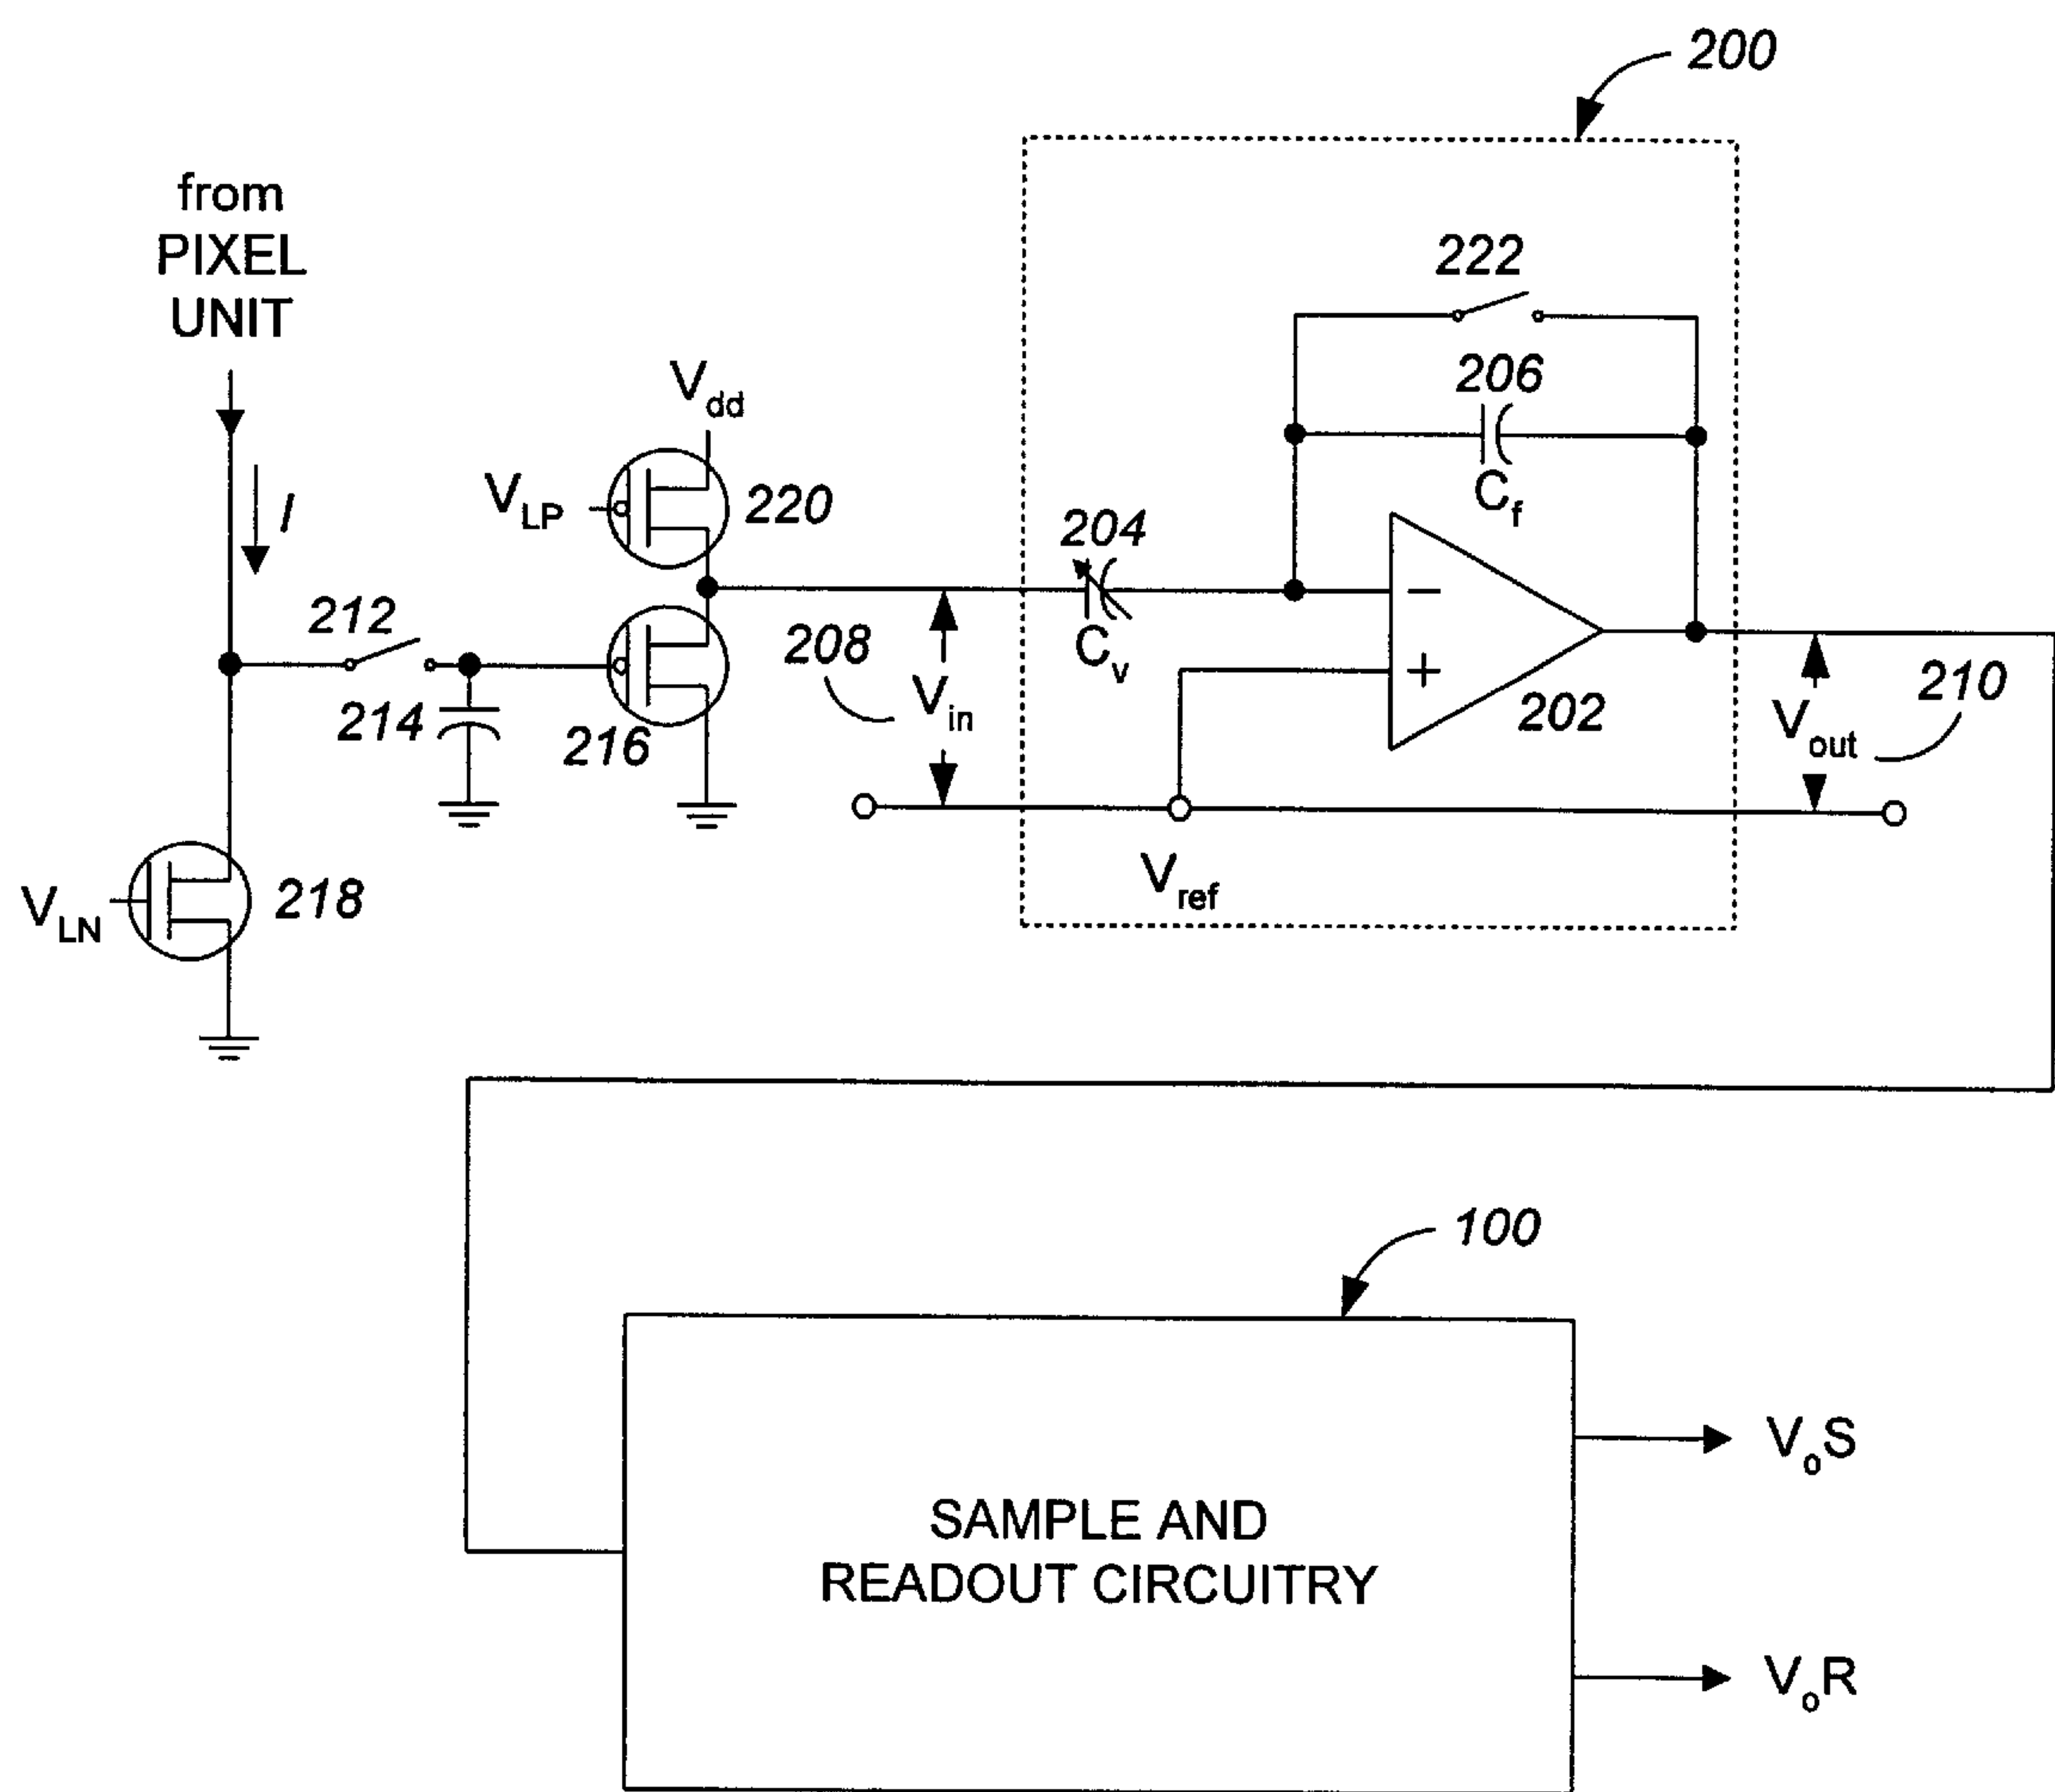 200
from
PIXEL
UNIT
222
206
Vdd
Cf
VLP
220
I
204
212
Cv
−
208
+
214
216
Vin
202
210
Vout
Vref
VLN
218
100
VoS
SAMPLE AND
READOUT CIRCUITRY
VoR